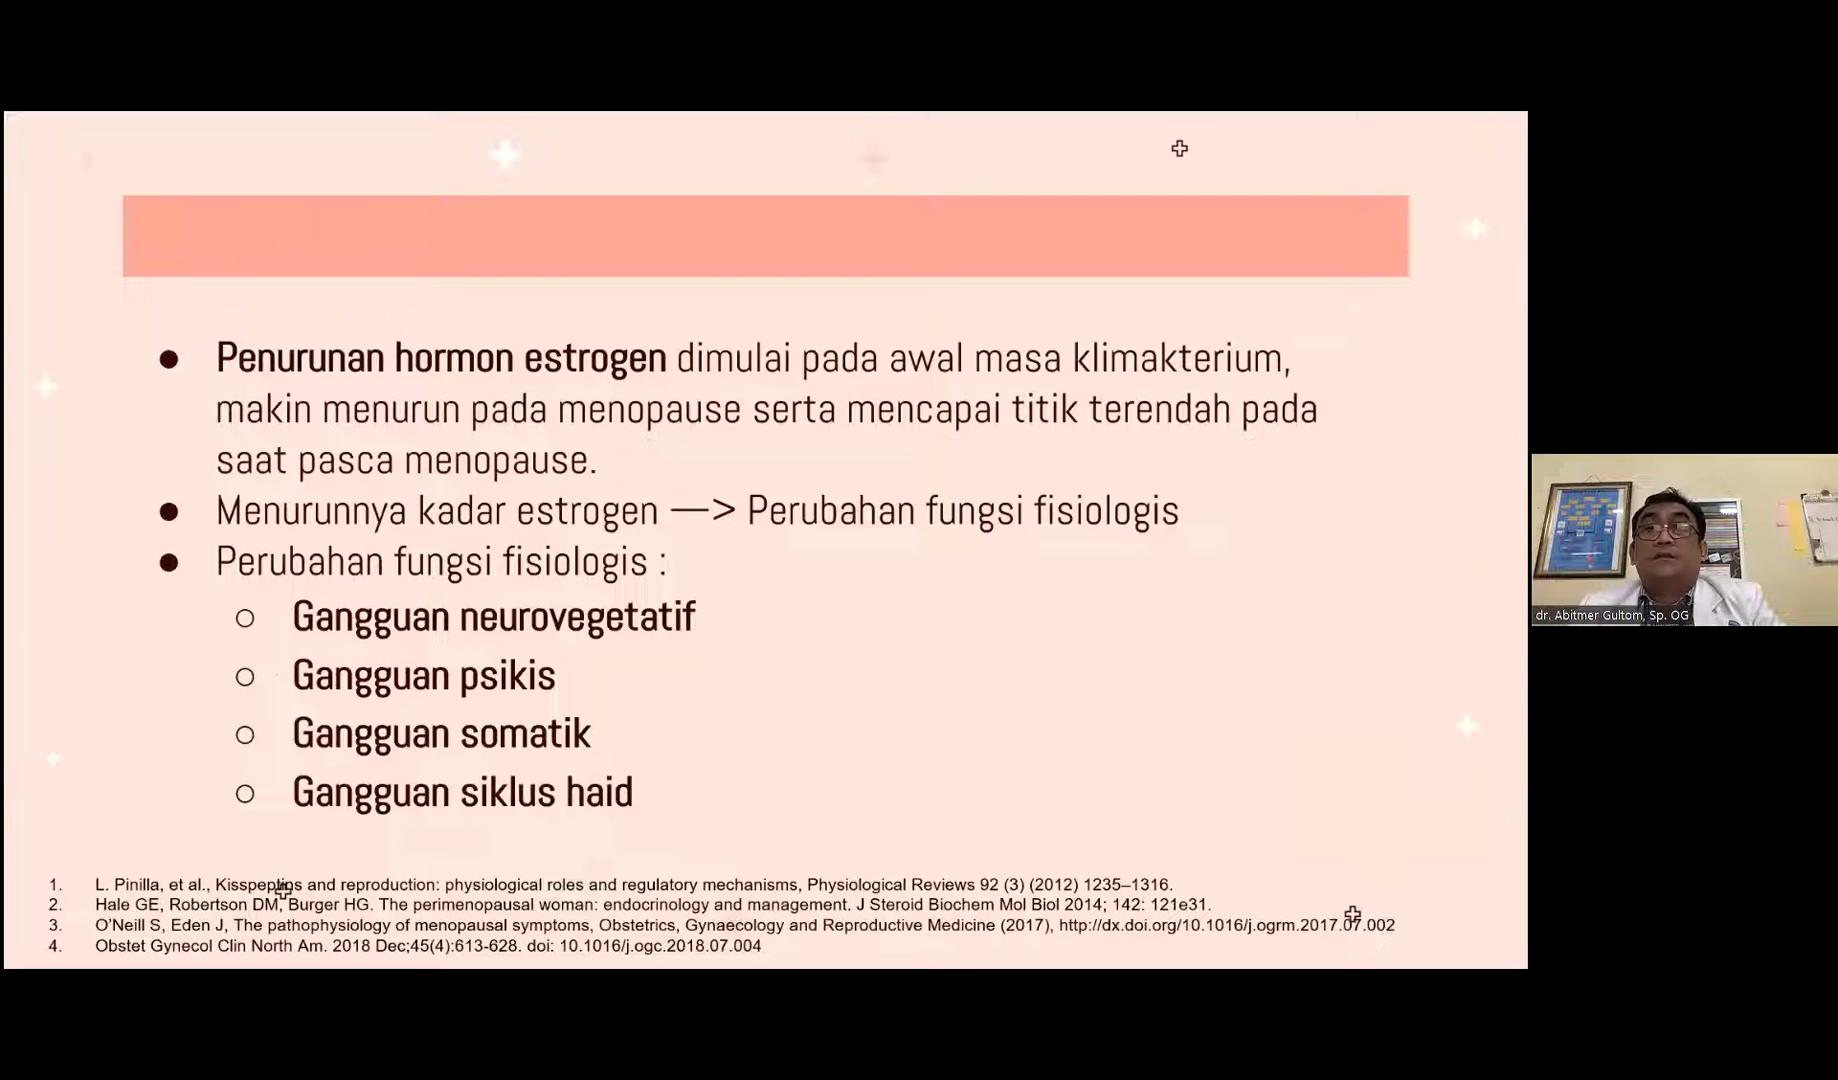 ● Penurunan hormon estrogen dimulai pada awal masa klimakterium,
makin menurun pada menopause serta mencapai titik terendah pada
saat pasca menopause.
● Menurunnya kadar estrogen —> Perubahan fungsi fisiologis
● Perubahan fungsi fisiologis :
○ Gangguan neurovegetatif
○ Gangguan psikis
○ Gangguan somatik
○ Gangguan siklus haid
1. L. Pinilla, et al., Kisspeptins and reproduction: physiological roles and regulatory mechanisms, Physiological Reviews 92 (3) (2012) 1235–1316.
2. Hale GE, Robertson DM, Burger HG. The perimenopausal woman: endocrinology and management. J Steroid Biochem Mol Biol 2014; 142: 121e31.
3. O'Neill S, Eden J, The pathophysiology of menopausal symptoms, Obstetrics, Gynaecology and Reproductive Medicine (2017), http://dx.doi.org/10.1016/j.ogrm.2017.07.002
4. Obstet Gynecol Clin North Am. 2018 Dec;45(4):613-628. doi: 10.1016/j.ogc.2018.07.004
dr. Abitmer Gultom, Sp. OG